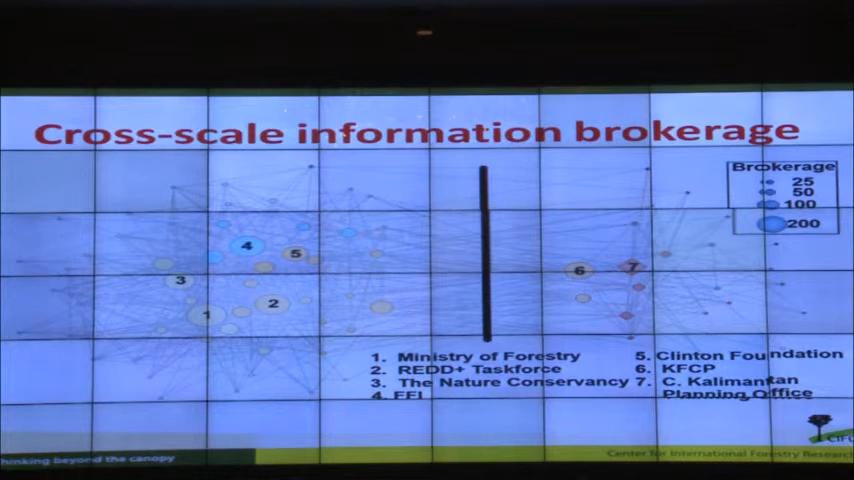 Cross-scale information brokerage
Brokerage
25
50
100
200
4
5
3
6
7
2
1
1. Ministry of Forestry
2. REDD+ Taskforce
3. The Nature Conservancy
4. FFI
5. Clinton Foundation
6. KFCP
7. C. Kalimantan
Planning Office
CIFO
Thinking beyond the canopy
Center for International Forestry Research